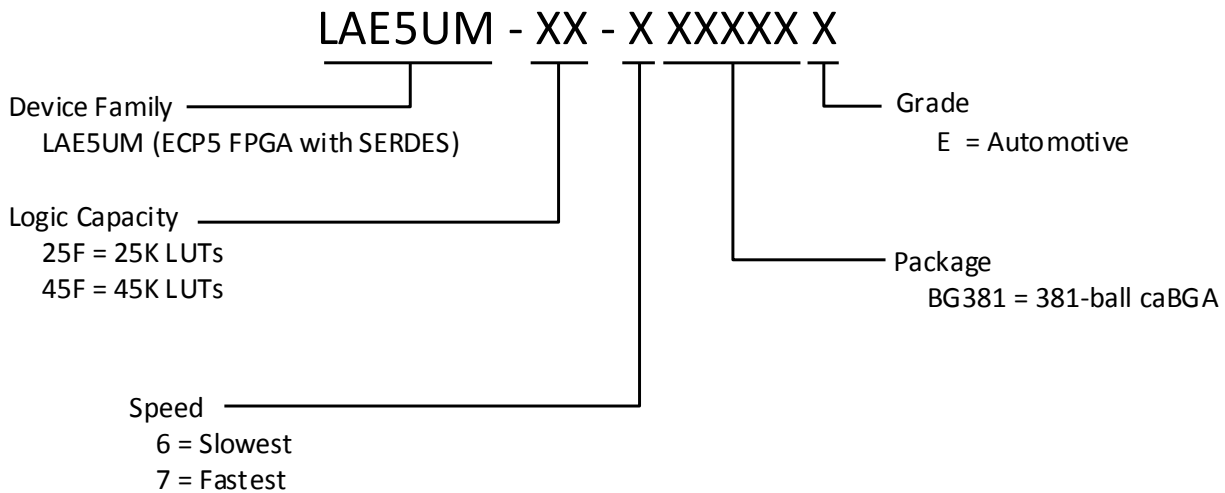 LAE5UM - XX - X XXXXX X
Device Family
LAE5UM (ECP5 FPGA with SERDES)
Grade
E = Automotive
Logic Capacity
25F = 25K LUTs
45F = 45K LUTs
Package
BG381 = 381-ball caBGA
Speed
6 = Slowest
7 = Fastest